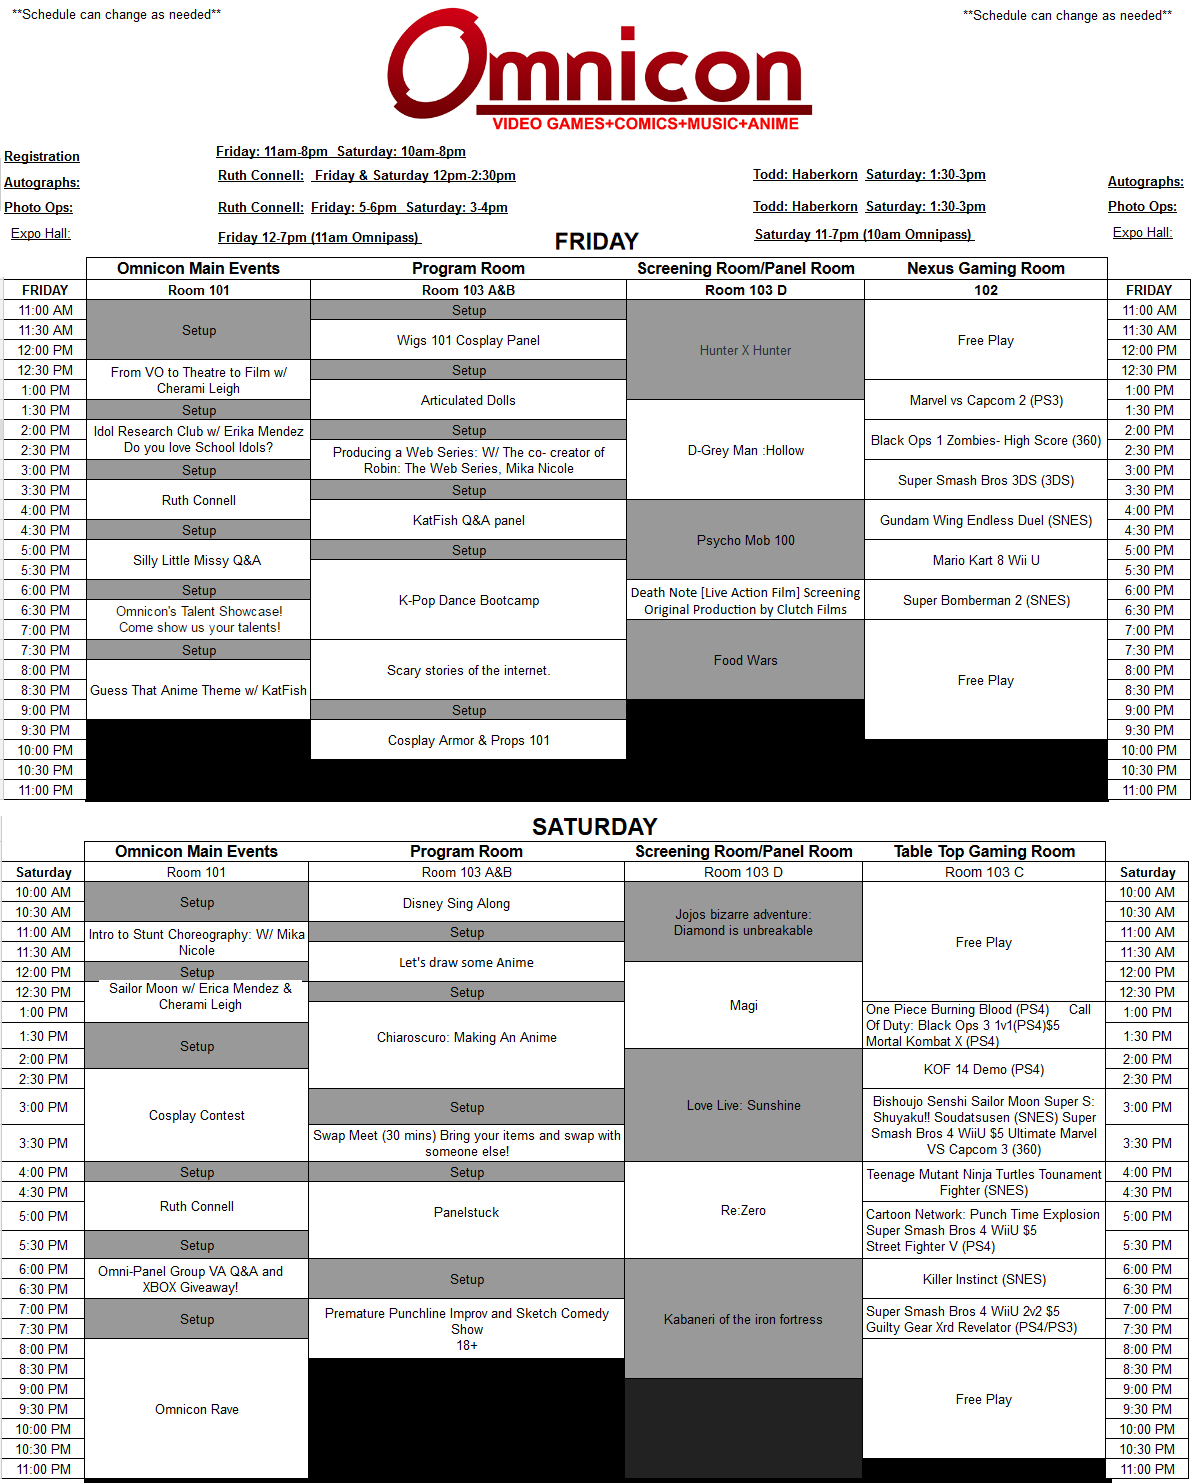 **Schedule can change as needed**
**Schedule can change as needed**
Omnicon
VIDEO GAMES+COMICS+MUSIC+ANIME
Registration
Friday: 11am-8pm Saturday: 10am-8pm
Autographs:
Ruth Connell: Friday & Saturday 12pm-2:30pm
Todd: Haberkorn Saturday: 1:30-3pm
Autographs:
Photo Ops:
Ruth Connell: Friday: 5-6pm Saturday: 3-4pm
Todd: Haberkorn Saturday: 1:30-3pm
Photo Ops:
Expo Hall:
Friday 12-7pm (11am Omnipass)
Saturday 11-7pm (10am Omnipass)
Expo Hall:
FRIDAY
Omnicon Main Events
Program Room
Screening Room/Panel Room
Nexus Gaming Room
FRIDAY
Room 101
Room 103 A&B
Room 103 D
102
FRIDAY
11:00 AM
11:30 AM
12:00 PM
12:30 PM
1:00 PM
1:30 PM
2:00 PM
2:30 PM
3:00 PM
3:30 PM
4:00 PM
4:30 PM
5:00 PM
5:30 PM
6:00 PM
6:30 PM
7:00 PM
7:30 PM
8:00 PM
8:30 PM
9:00 PM
9:30 PM
10:00 PM
10:30 PM
11:00 PM
Setup
From VO to Theatre to Film w/
Cherami Leigh
Setup
Idol Research Club w/ Erika Mendez
Do you love School Idols?
Setup
Ruth Connell
Setup
Silly Little Missy Q&A
Setup
Omnicon's Talent Showcase!
Come show us your talents!
Setup
Guess That Anime Theme w/ KatFish
Setup
Wigs 101 Cosplay Panel
Setup
Articulated Dolls
Setup
Producing a Web Series: W/ The co- creator of
Robin: The Web Series, Mika Nicole
Setup
KatFish Q&A panel
Setup
K-Pop Dance Bootcamp
Scary stories of the internet.
Setup
Cosplay Armor & Props 101
Hunter X Hunter
D-Grey Man :Hollow
Psycho Mob 100
Death Note [Live Action Film] Screening
Original Production by Clutch Films
Food Wars
Free Play
Marvel vs Capcom 2 (PS3)
Black Ops 1 Zombies- High Score (360)
Super Smash Bros 3DS (3DS)
Gundam Wing Endless Duel (SNES)
Mario Kart 8 Wii U
Super Bomberman 2 (SNES)
Free Play
11:00 AM
11:30 AM
12:00 PM
12:30 PM
1:00 PM
1:30 PM
2:00 PM
2:30 PM
3:00 PM
3:30 PM
4:00 PM
4:30 PM
5:00 PM
5:30 PM
6:00 PM
6:30 PM
7:00 PM
7:30 PM
8:00 PM
8:30 PM
9:00 PM
9:30 PM
10:00 PM
10:30 PM
11:00 PM
SATURDAY
Omnicon Main Events
Program Room
Screening Room/Panel Room
Table Top Gaming Room
Saturday
Room 101
Room 103 A&B
Room 103 D
Room 103 C
Saturday
10:00 AM
10:30 AM
11:00 AM
11:30 AM
12:00 PM
12:30 PM
1:00 PM
1:30 PM
2:00 PM
2:30 PM
3:00 PM
3:30 PM
4:00 PM
4:30 PM
5:00 PM
5:30 PM
6:00 PM
6:30 PM
7:00 PM
7:30 PM
8:00 PM
8:30 PM
9:00 PM
9:30 PM
10:00 PM
10:30 PM
11:00 PM
Setup
Intro to Stunt Choreography: W/ Mika
Nicole
Setup
Sailor Moon w/ Erica Mendez &
Cherami Leigh
Setup
Cosplay Contest
Setup
Ruth Connell
Setup
Omni-Panel Group VA Q&A and
XBOX Giveaway!
Setup
Omnicon Rave
Disney Sing Along
Setup
Let's draw some Anime
Setup
Chiaroscuro: Making An Anime
Setup
Swap Meet (30 mins) Bring your items and swap with
someone else!
Setup
Panelstuck
Setup
Premature Punchline Improv and Sketch Comedy
Show
18+
Jojos bizarre adventure:
Diamond is unbreakable
Magi
Love Live: Sunshine
Re:Zero
Kabaneri of the iron fortress
Free Play
One Piece Burning Blood (PS4) Call
Of Duty: Black Ops 3 1v1(PS4)$5
Mortal Kombat X (PS4)
KOF 14 Demo (PS4)
Bishoujo Senshi Sailor Moon Super S:
Shuyaku!! Soudatsusen (SNES) Super
Smash Bros 4 WiiU $5 Ultimate Marvel
VS Capcom 3 (360)
Teenage Mutant Ninja Turtles Tounament
Fighter (SNES)
Cartoon Network: Punch Time Explosion
Super Smash Bros 4 WiiU $5
Street Fighter V (PS4)
Killer Instinct (SNES)
Super Smash Bros 4 WiiU 2v2 $5
Guilty Gear Xrd Revelator (PS4/PS3)
Free Play
10:00 AM
10:30 AM
11:00 AM
11:30 AM
12:00 PM
12:30 PM
1:00 PM
1:30 PM
2:00 PM
2:30 PM
3:00 PM
3:30 PM
4:00 PM
4:30 PM
5:00 PM
5:30 PM
6:00 PM
6:30 PM
7:00 PM
7:30 PM
8:00 PM
8:30 PM
9:00 PM
9:30 PM
10:00 PM
10:30 PM
11:00 PM